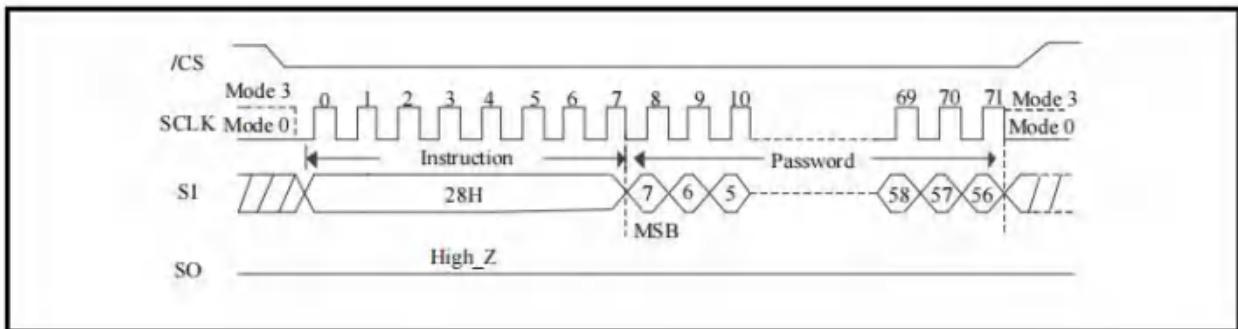 /CS
Mode 3
0 1 2 3 4 5 6 7 8 9 10 69 70 71 Mode 3
SCLK Mode 0 Mode 0
Instruction Password
SI 28H 7 6 5 58 57 56
MSB
High_Z
SO